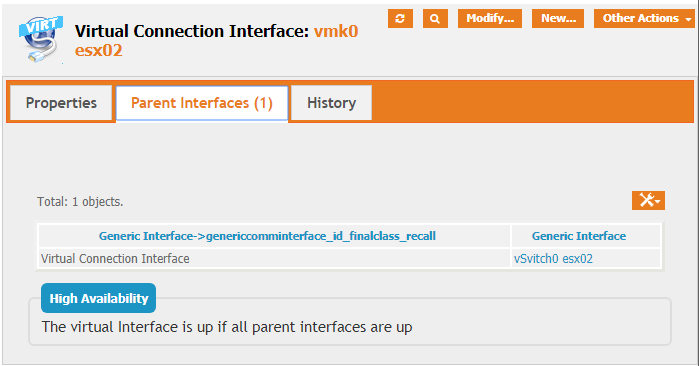 VIRT
Virtual Connection Interface: vmk0
esx02
Modify...
New...
Other Actions
Properties
Parent Interfaces (1)
History
Total: 1 objects.
Generic Interface->genericcomminterface_id_finalclass_recall
Generic Interface
Virtual Connection Interface
vSvitch0 esx02
High Availability
The virtual Interface is up if all parent interfaces are up